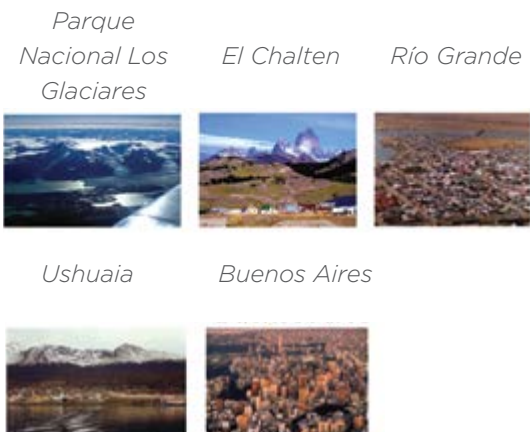 Parque
Nacional Los
Glaciares
El Chalten
Río Grande
Ushuaia
Buenos Aires